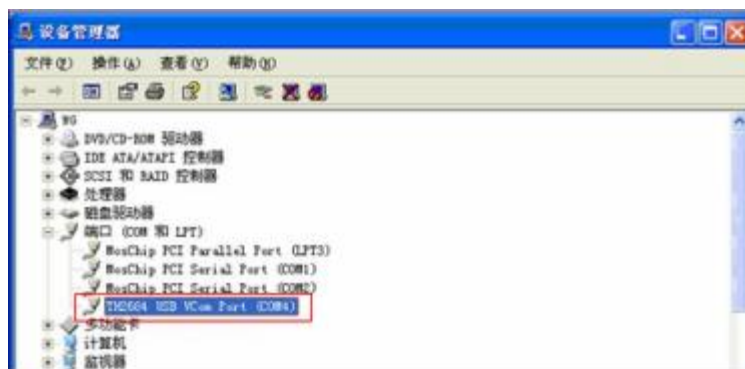 设备管理器
文件(F) 操作(A) 查看(V) 帮助(H)
WG
DVD/CD-ROM 驱动器
IDE ATA/ATAPI 控制器
SCSI 和 RAID 控制器
处理器
磁盘驱动器
端口 (COM 和 LPT)
MosChip PCI Parallel Port (LPT3)
MosChip PCI Serial Port (COM1)
MosChip PCI Serial Port (COM2)
USB VCom Port (COM4)
多功能卡
计算机
监视器